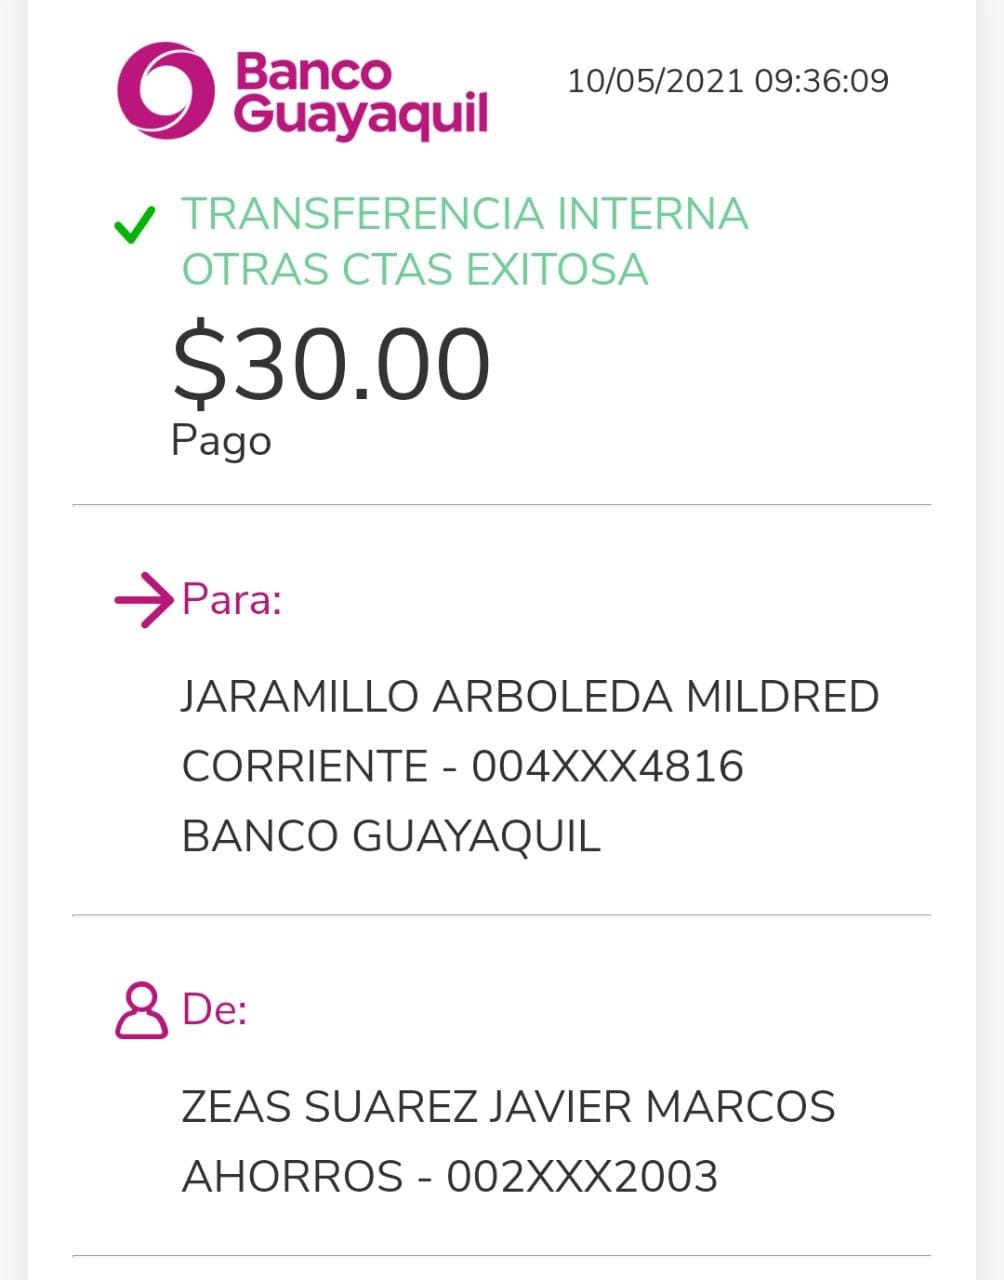 Banco
Guayaquil
10/05/2021 09:36:09
TRANSFERENCIA INTERNA
OTRAS CTAS EXITOSA
$30.00
Pago
Para:
JARAMILLO ARBOLEDA MILDRED
CORRIENTE - 004XXX4816
BANCO GUAYAQUIL
De:
ZEAS SUAREZ JAVIER MARCOS
AHORROS - 002XXX2003